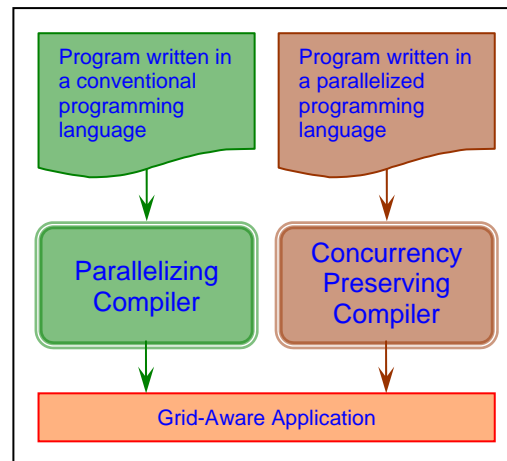 Program written in
a conventional
programming
language
Program written in
a parallelized
programming
language
Parallelizing
Compiler
Concurrency
Preserving
Compiler
Grid-Aware Application